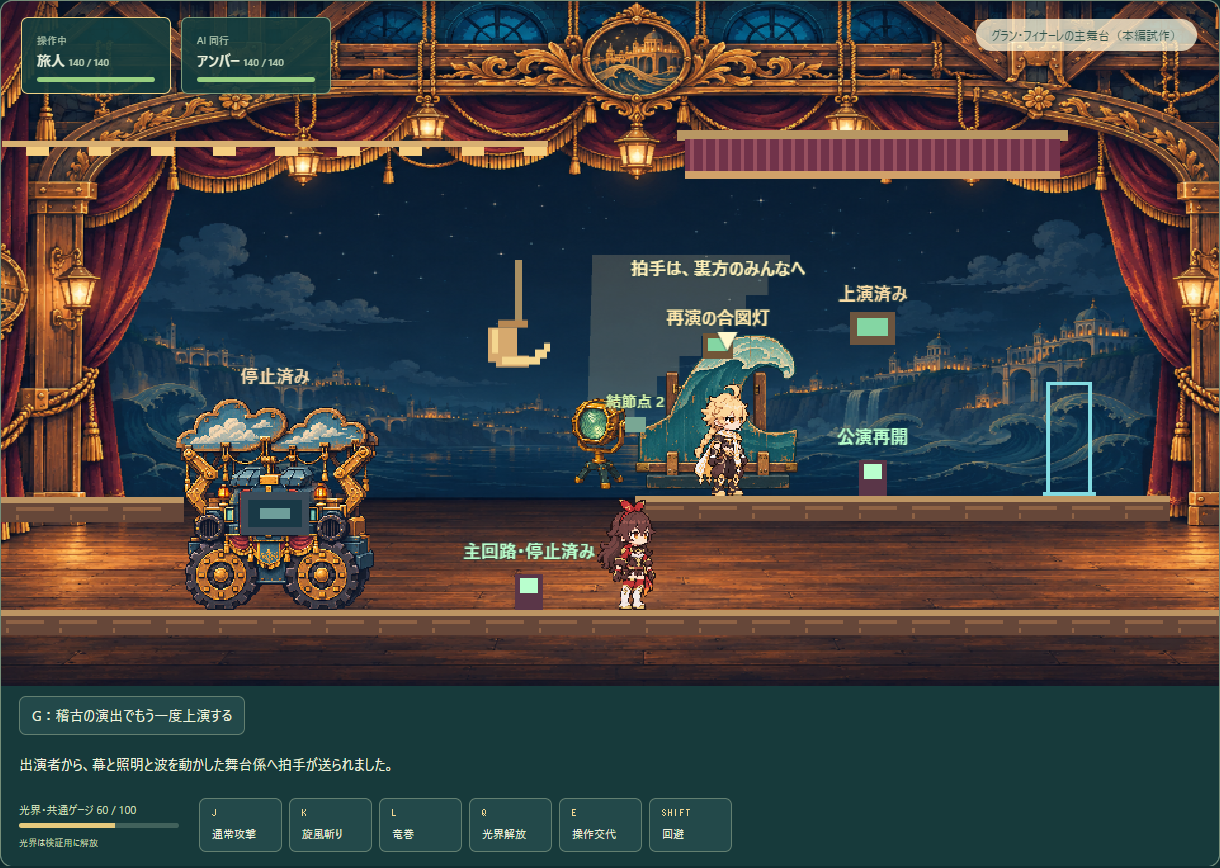 操作中
旅人 140 / 140
AI 同行
アンバー 140 / 140
グラン・フィナーレの主舞台（本編試作）
拍手は、裏方のみんなへ
上演済み
再演の合図灯
停止済み
結節点 2
公演再開
主回路・停止済み
G：稽古の演出でもう一度上演する
出演者から、幕と照明と波を動かした舞台係へ拍手が送られました。
光界・共通ゲージ 60 / 100
光界は検証用に解放
J
通常攻撃
K
旋風斬り
L
竜巻
Q
光界解放
E
操作交代
SHIFT
回避